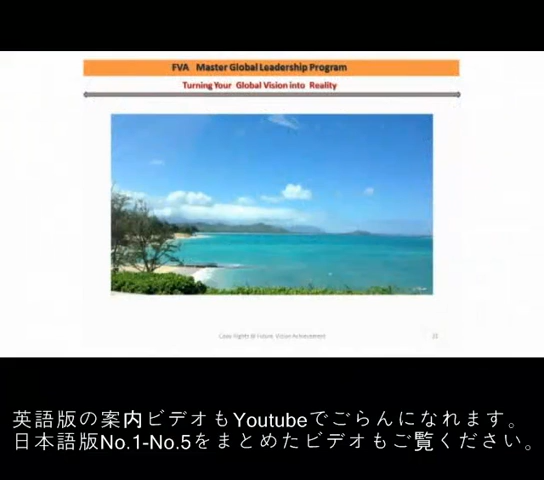 FVA Master Global Leadership Program
Turning Your Global Vision into Reality
英語版の案内ビデオもYoutubeでごらんになれます。
日本語版No.1-No.5をまとめたビデオもご覧ください。